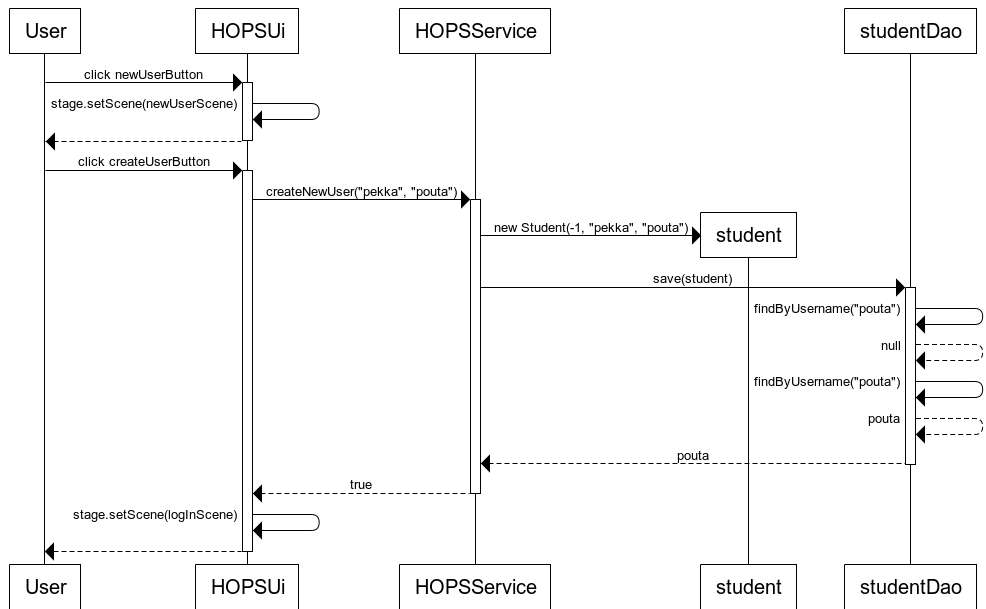 User
HOPSUi
HOPSService
studentDao
click newUserButton
stage.setScene(newUserScene)
click createUserButton
createNewUser("pekka", "pouta")
new Student(-1, "pekka", "pouta")
student
save(student)
findByUsername("pouta")
null
findByUsername("pouta")
pouta
pouta
true
stage.setScene(logInScene)
User
HOPSUi
HOPSService
student
studentDao